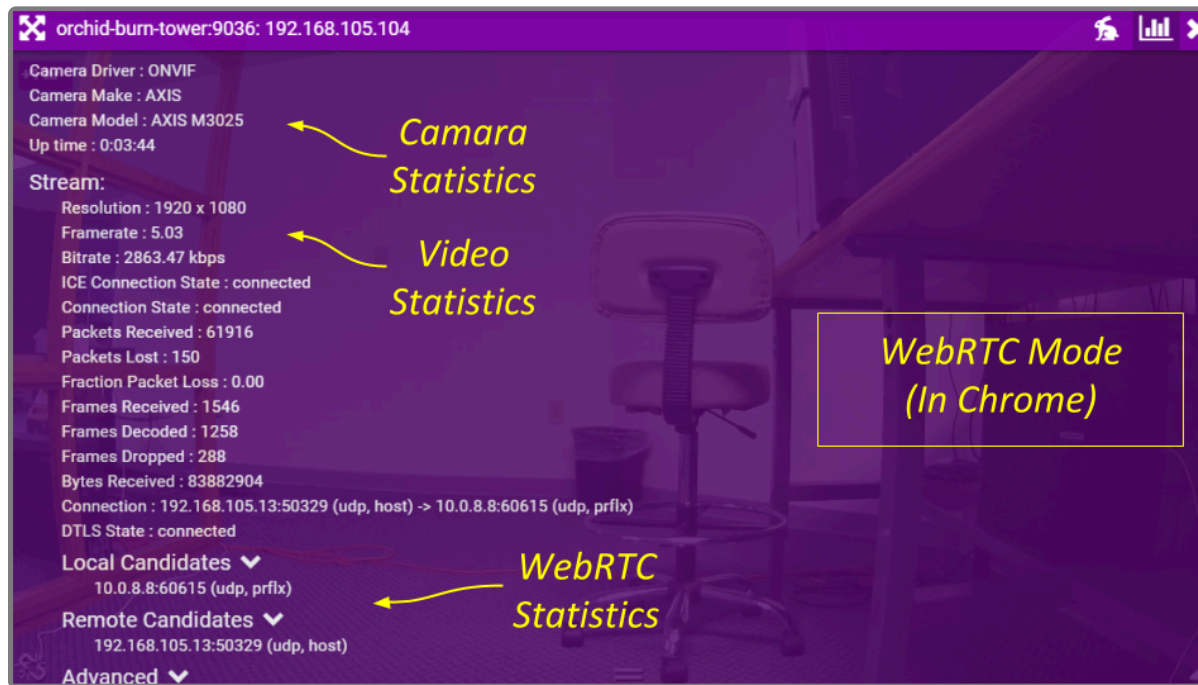 orchid-burn-tower:9036: 192.168.105.104
Camera Driver : ONVIF
Camera Make : AXIS
Camera Model : AXIS M3025
Up time : 0:03:44
Camara
Statistics
Stream:
Resolution : 1920 x 1080
Framerate : 5.03
Bitrate : 2863.47 kbps
ICE Connection State : connected
Connection State : connected
Packets Received : 61916
Packets Lost : 150
Fraction Packet Loss : 0.00
Frames Received : 1546
Frames Decoded : 1258
Frames Dropped : 288
Bytes Received : 83882904
Connection : 192.168.105.13:50329 (udp, host) -> 10.0.8.8:60615 (udp, prflx)
DTLS State : connected
Video
Statistics
WebRTC Mode
(In Chrome)
Local Candidates
10.0.8.8:60615 (udp, prflx)
Remote Candidates
192.168.105.13:50329 (udp, host)
WebRTC
Statistics
Advanced